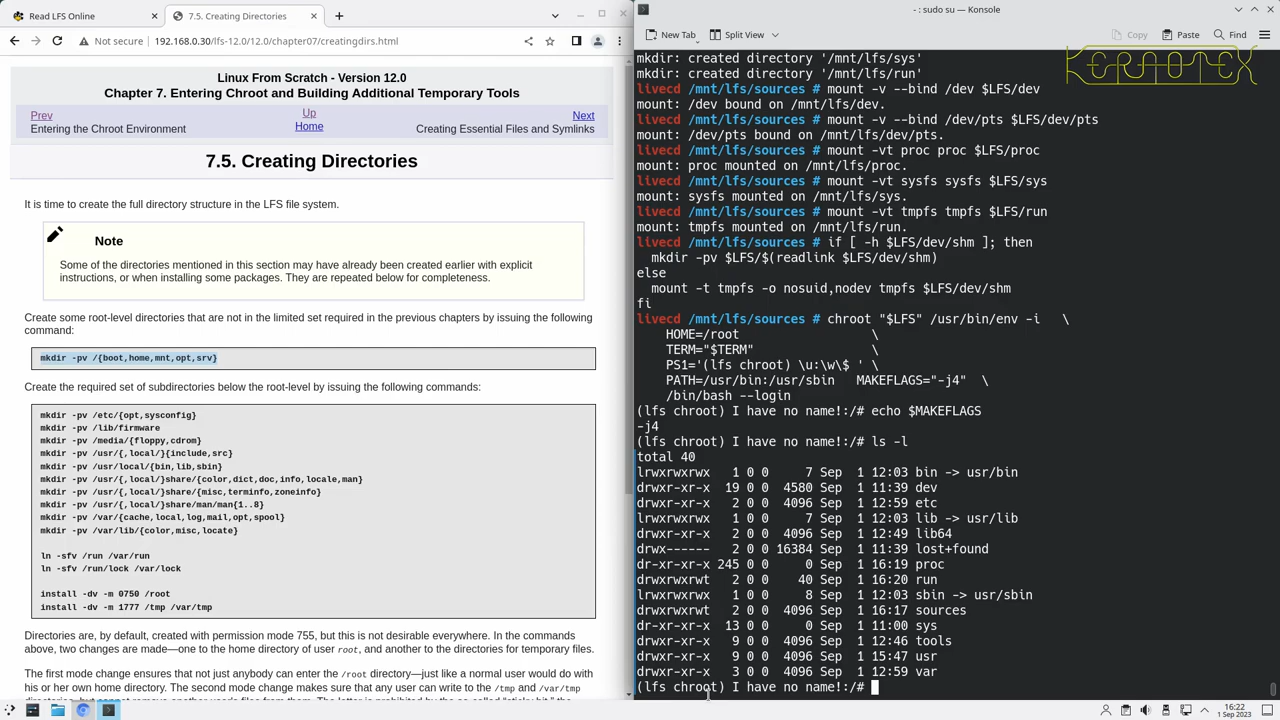 Read LFS Online
7.5. Creating Directories
Not secure
192.168.0.30/lfs-12.0/12.0/chapter07/creatingdirs.html
Linux From Scratch - Version 12.0
Chapter 7. Entering Chroot and Building Additional Temporary Tools
Prev
Up
Next
Entering the Chroot Environment
Home
Creating Essential Files and Symlinks
7.5. Creating Directories
It is time to create the full directory structure in the LFS file system.
Note
Some of the directories mentioned in this section may have already been created earlier with explicit
instructions, or when installing some packages. They are repeated below for completeness.
Create some root-level directories that are not in the limited set required in the previous chapters by issuing the following
command:
mkdir -pv /{boot,home,mnt,opt,srv}
Create the required set of subdirectories below the root-level by issuing the following commands:
mkdir -pv /etc/{opt,sysconfig}
mkdir -pv /lib/firmware
mkdir -pv /media/{floppy,cdrom}
mkdir -pv /usr/{,local/}{include,src}
mkdir -pv /usr/local/{bin,lib,sbin}
mkdir -pv /usr/{,local/}share/{color,dict,doc,info,locale,man}
mkdir -pv /usr/{,local/}share/{misc,terminfo,zoneinfo}
mkdir -pv /usr/{,local/}share/man/man{1..8}
mkdir -pv /var/{cache,local,log,mail,opt,spool}
mkdir -pv /var/lib/{color,misc,locate}
ln -sfv /run /var/run
ln -sfv /run/lock /var/lock
install -dv -m 0750 /root
install -dv -m 1777 /tmp /var/tmp
Directories are, by default, created with permission mode 755, but this is not desirable everywhere. In the commands
above, two changes are made—one to the home directory of user root, and another to the directories for temporary files.
The first mode change ensures that not just anybody can enter the /root directory—just like a normal user would do with
his or her own home directory. The second mode change makes sure that any user can write to the /tmp and /var/tmp
- : sudo su — Konsole
New Tab
Split View
Copy
Paste
Find
KERNOTEX
mkdir: created directory '/mnt/lfs/sys'
mkdir: created directory '/mnt/lfs/run'
livecd /mnt/lfs/sources # mount -v --bind /dev $LFS/dev
mount: /dev bound on /mnt/lfs/dev.
livecd /mnt/lfs/sources # mount -v --bind /dev/pts $LFS/dev/pts
mount: /dev/pts bound on /mnt/lfs/dev/pts.
livecd /mnt/lfs/sources # mount -vt proc proc $LFS/proc
mount: proc mounted on /mnt/lfs/proc.
livecd /mnt/lfs/sources # mount -vt sysfs sysfs $LFS/sys
mount: sysfs mounted on /mnt/lfs/sys.
livecd /mnt/lfs/sources # mount -vt tmpfs tmpfs $LFS/run
mount: tmpfs mounted on /mnt/lfs/run.
livecd /mnt/lfs/sources # if [ -h $LFS/dev/shm ]; then
mkdir -pv $LFS/$(readlink $LFS/dev/shm)
else
mount -t tmpfs -o nosuid,nodev tmpfs $LFS/dev/shm
fi
livecd /mnt/lfs/sources # chroot "$LFS" /usr/bin/env -i \
HOME=/root \
TERM="$TERM" \
PS1='(lfs chroot) \u:\w\$ ' \
PATH=/usr/bin:/usr/sbin MAKEFLAGS="-j4" \
/bin/bash --login
(lfs chroot) I have no name!:/# echo $MAKEFLAGS
-j4
(lfs chroot) I have no name!:/# ls -l
total 40
lrwxrwxrwx 1 0 0 7 Sep 1 12:03 bin -> usr/bin
drwxr-xr-x 19 0 0 4580 Sep 1 11:39 dev
drwxr-xr-x 2 0 0 4096 Sep 1 12:59 etc
lrwxrwxrwx 1 0 0 7 Sep 1 12:03 lib -> usr/lib
drwxr-xr-x 2 0 0 4096 Sep 1 12:49 lib64
drwx------ 2 0 0 16384 Sep 1 11:39 lost+found
dr-xr-xr-x 245 0 0 0 Sep 1 16:19 proc
drwxrwxrwt 2 0 0 40 Sep 1 16:20 run
lrwxrwxrwx 1 0 0 8 Sep 1 12:03 sbin -> usr/sbin
drwxrwxrwt 2 0 0 4096 Sep 1 16:17 sources
dr-xr-xr-x 13 0 0 0 Sep 1 11:00 sys
drwxr-xr-x 9 0 0 4096 Sep 1 12:46 tools
drwxr-xr-x 9 0 0 4096 Sep 1 15:47 usr
drwxr-xr-x 3 0 0 4096 Sep 1 12:59 var
(lfs chroot) I have no name!:/#
16:22
1 Sep 2023